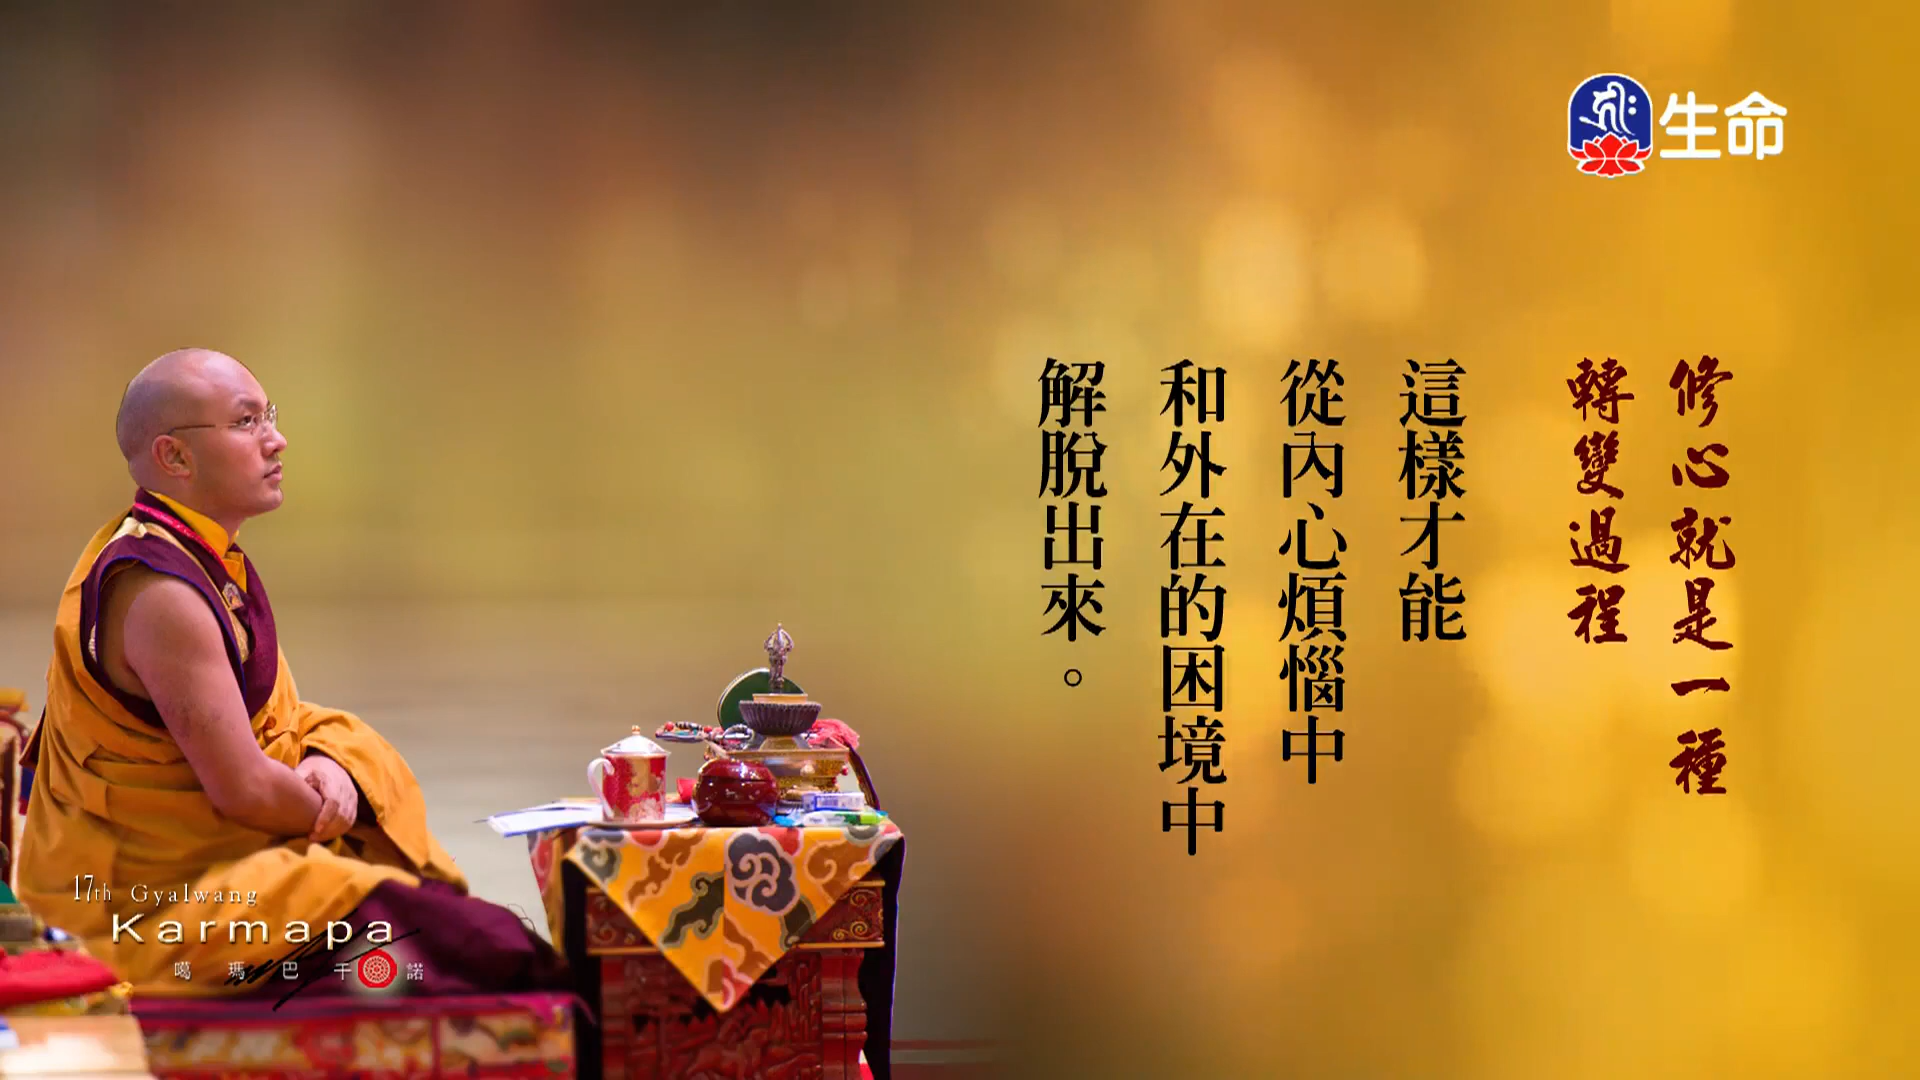 生命
修心就是一種
轉變過程
這樣才能
從內心煩惱中
和外在的困境中
解脫出來。
17th Gyalwang
Karmapa
噶瑪巴千諾